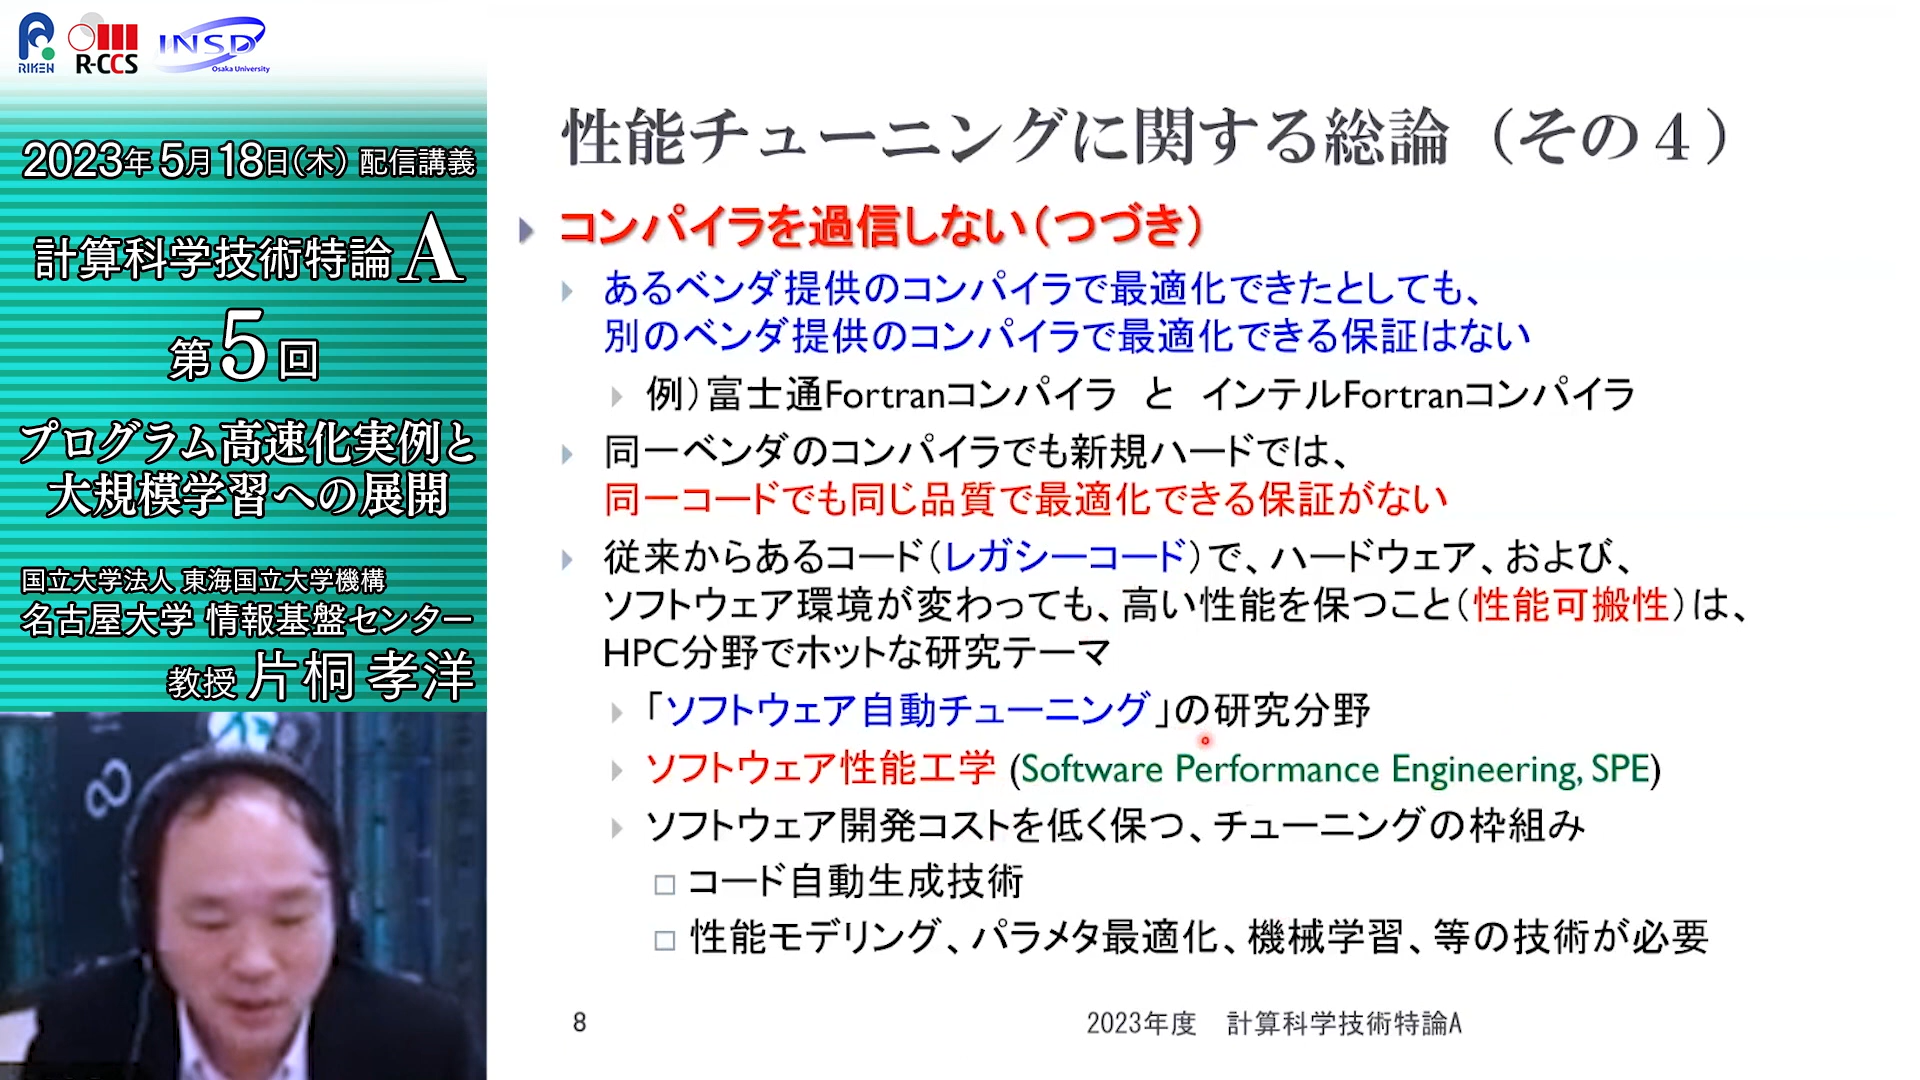 RIKEN
R-CCS
INSD
Osaka University
2023年5月18日(木) 配信講義
計算科学技術特論A
第5回
プログラム高速化実例と
大規模学習への展開
国立大学法人 東海国立大学機構
名古屋大学 情報基盤センター
教授 片桐 孝洋
性能チューニングに関する総論（その４）
コンパイラを過信しない（つづき）
あるベンダ提供のコンパイラで最適化できたとしても、
別のベンダ提供のコンパイラで最適化できる保証はない
例）富士通Fortranコンパイラ と インテルFortranコンパイラ
同一ベンダのコンパイラでも新規ハードでは、
同一コードでも同じ品質で最適化できる保証がない
従来からあるコード（レガシーコード）で、ハードウェア、および、
ソフトウェア環境が変わっても、高い性能を保つこと（性能可搬性）は、
HPC分野でホットな研究テーマ
「ソフトウェア自動チューニング」の研究分野
ソフトウェア性能工学 (Software Performance Engineering, SPE)
ソフトウェア開発コストを低く保つ、チューニングの枠組み
コード自動生成技術
性能モデリング、パラメタ最適化、機械学習、等の技術が必要
8
2023年度 計算科学技術特論A